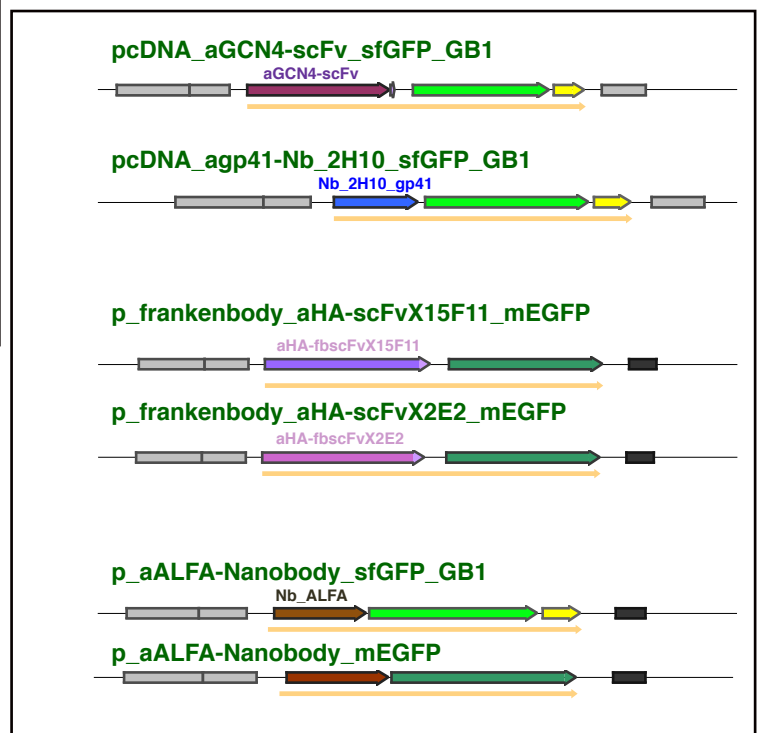 pcDNA_aGCN4-scFv_sfGFP_GB1
aGCN4-scFv
pcDNA_agp41-Nb_2H10_sfGFP_GB1
Nb_2H10_gp41
p_frankenbody_aHA-scFvX15F11_mEGFP
aHA-fbscFvX15F11
p_frankenbody_aHA-scFvX2E2_mEGFP
aHA-fbscFvX2E2
p_aALFA-Nanobody_sfGFP_GB1
Nb_ALFA
p_aALFA-Nanobody_mEGFP